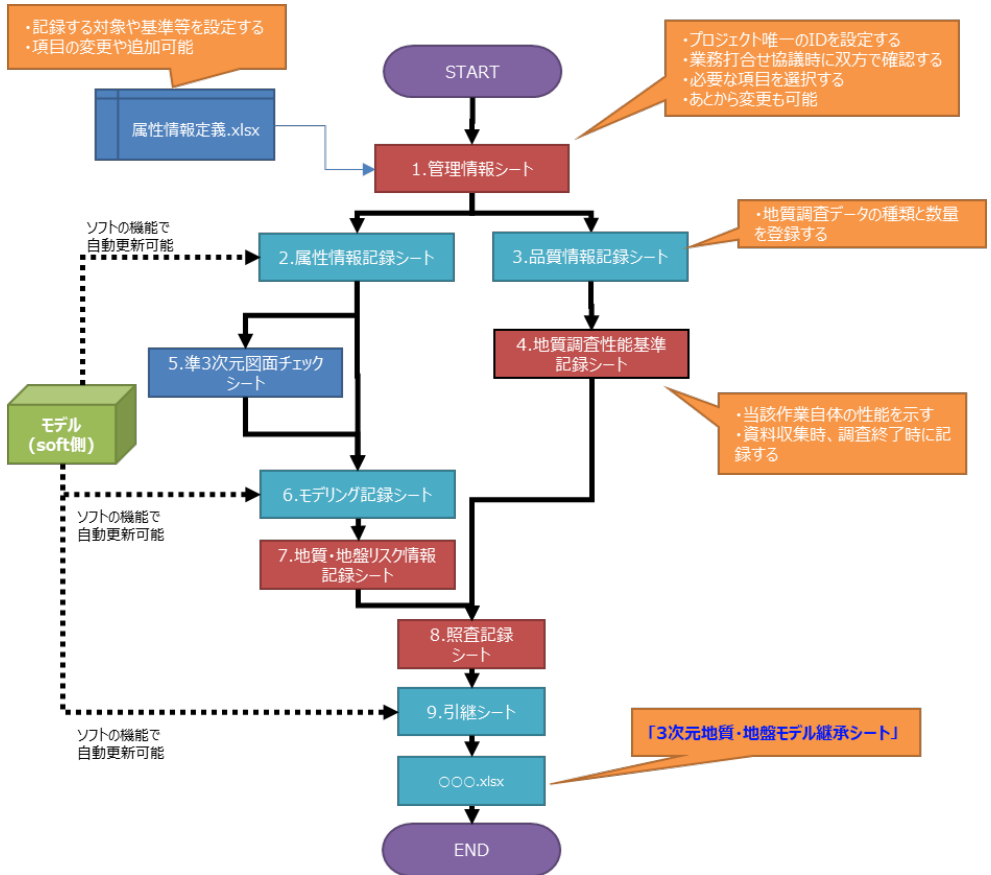 ・記録する対象や基準等を設定する
・項目の変更や追加可能
START
・プロジェクト唯一のIDを設定する
・業務打合せ協議時に双方で確認する
・必要な項目を選択する
・あとから変更も可能
属性情報定義.xlsx
1.管理情報シート
ソフトの機能で
自動更新可能
2.属性情報記録シート
3.品質情報記録シート
・地質調査データの種類と数量
を登録する
5.準3次元図面チェック
シート
4.地質調査性能基準
記録シート
モデル
(soft側)
・当該作業自体の性能を示す
・資料収集時、調査終了時に記
録する
6.モデリング記録シート
ソフトの機能で
自動更新可能
7.地質・地盤リスク情報
記録シート
8.照査記録
シート
9.引継シート
ソフトの機能で
自動更新可能
「3次元地質・地盤モデル継承シート」
○○○.xlsx
END